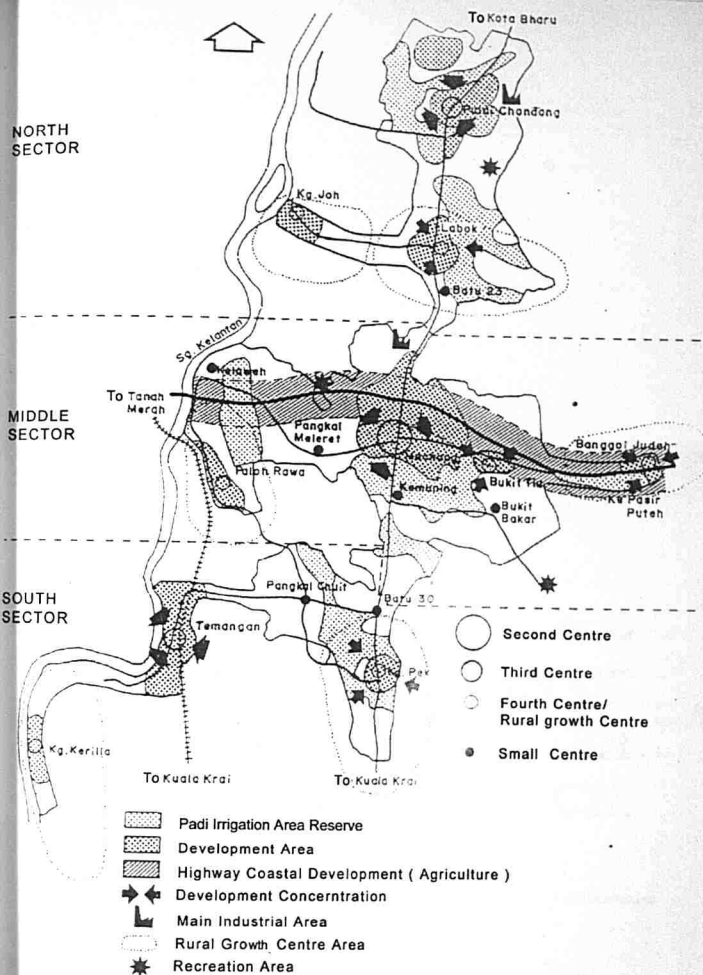 To Kota Bharu
NORTH
SECTOR
Pulai Chondong
Kg. Joh
Labok
Batu 23
Sg. Kelantan
Kelaweh
To Tanah
Merah
MIDDLE
SECTOR
Pangkal
Meleret
Machang
Banggol Judah
Paloh Rawa
Kemuning
Bukit Tiu
Bukit
Bakar
Ke Pasir
Puteh
SOUTH
SECTOR
Pangkal Chuit
Batu 30
Temangan
Pek
Kg. Kerilla
To Kuala Krai
To Kuala Krai
Second Centre
Third Centre
Fourth Centre/
Rural growth Centre
Small Centre
Padi Irrigation Area Reserve
Development Area
Highway Coastal Development ( Agriculture )
Development Concerntration
Main Industrial Area
Rural Growth Centre Area
Recreation Area